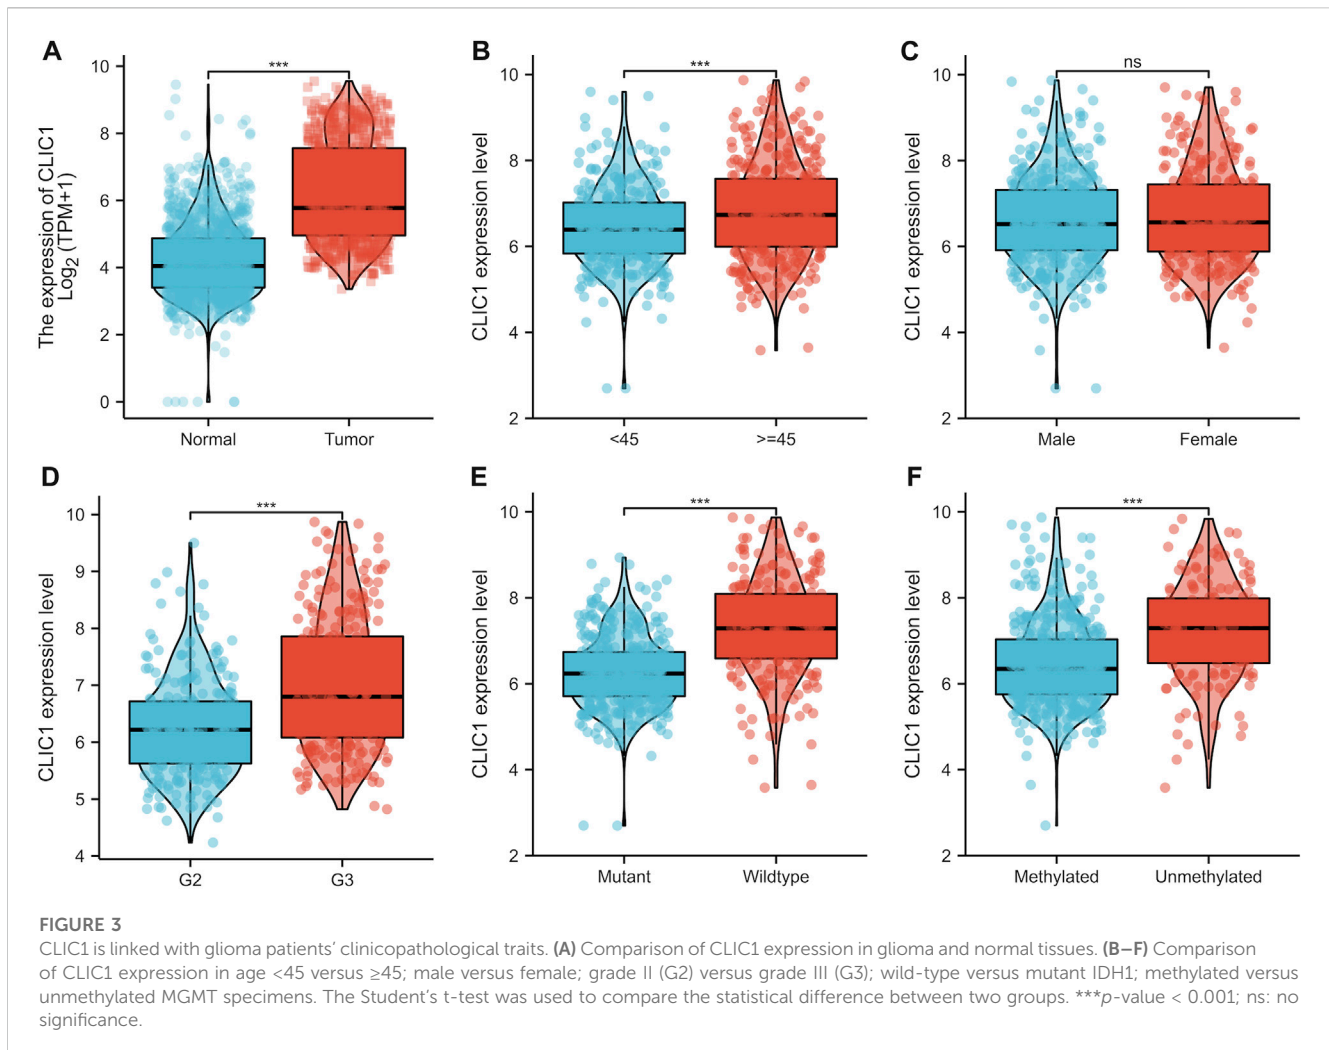 A
The expression of CLIC1
Log2 (TPM+1)
10
8
6
4
2
0
***
Normal
Tumor
B
CLIC1 expression level
10
8
6
4
2
***
<45
>=45
C
CLIC1 expression level
10
8
6
4
2
ns
Male
Female
D
CLIC1 expression level
10
9
8
7
6
5
4
***
G2
G3
E
CLIC1 expression level
10
8
6
4
2
***
Mutant
Wildtype
F
CLIC1 expression level
10
8
6
4
2
***
Methylated
Unmethylated
FIGURE 3
CLIC1 is linked with glioma patients’ clinicopathological traits. (A) Comparison of CLIC1 expression in glioma and normal tissues. (B–F) Comparison
of CLIC1 expression in age <45 versus ≥45; male versus female; grade II (G2) versus grade III (G3); wild-type versus mutant IDH1; methylated versus
unmethylated MGMT specimens. The Student’s t-test was used to compare the statistical difference between two groups. ***p-value < 0.001; ns: no
significance.